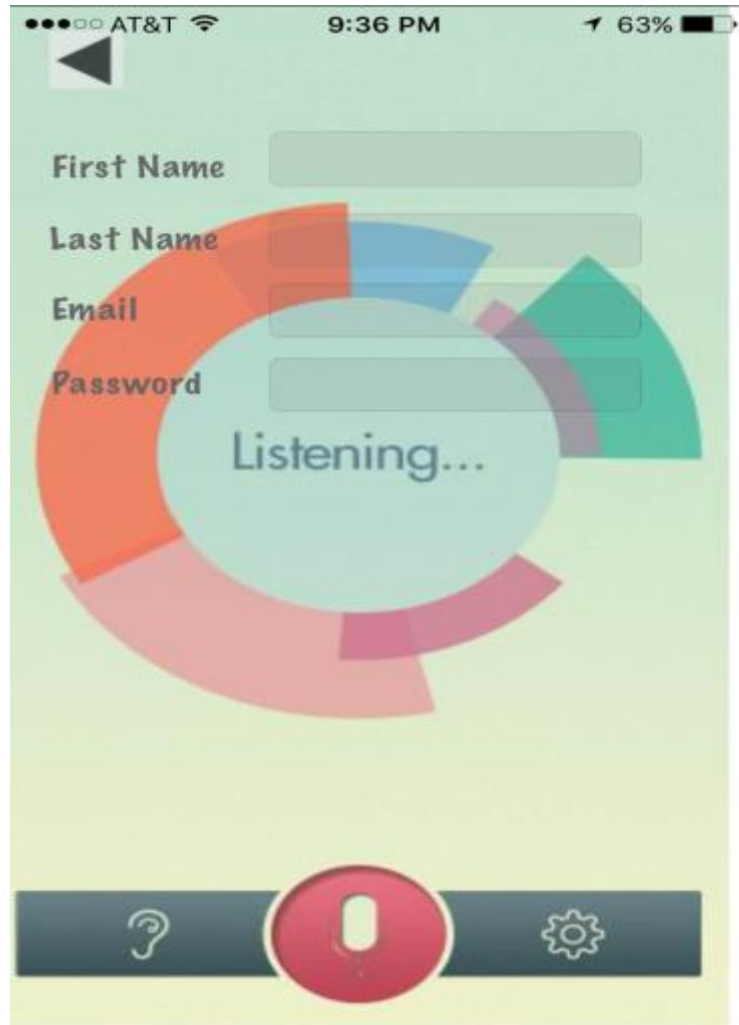 AT&T 9:36 PM 63%
First Name
Last Name
Email
Password
Listening...